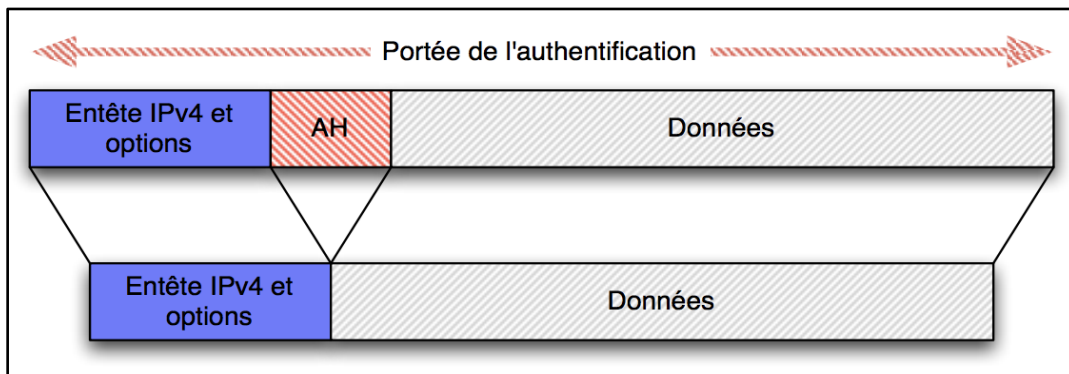 Portée de l'authentification
Entête IPv4 et
options
AH
Données
Entête IPv4 et
options
Données